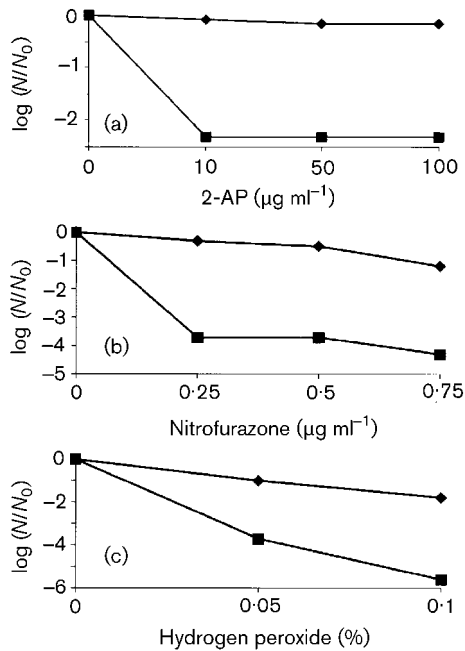 log (N/N0)
0
−1
−2
(a)
0
10
50
100
2-AP (µg ml−1)
log (N/N0)
0
−1
−2
−3
−4
−5
(b)
0
0·25
0·5
0·75
Nitrofurazone (µg ml−1)
log (N/N0)
0
−2
−4
−6
(c)
0
0·05
0·1
Hydrogen peroxide (%)